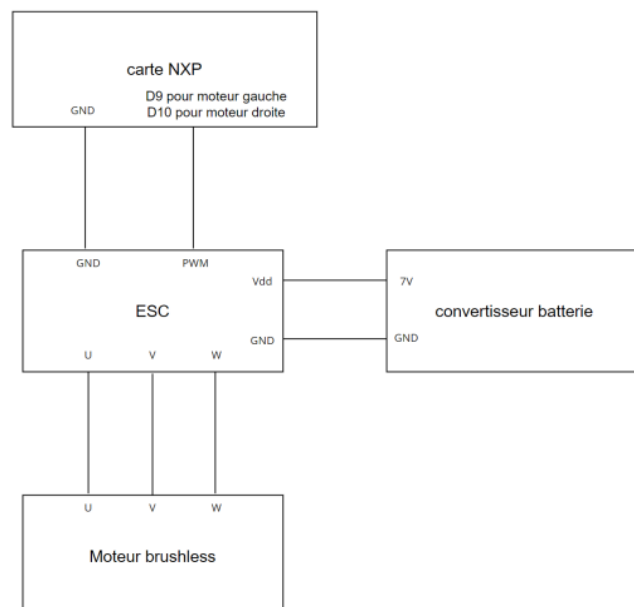 carte NXP
D9 pour moteur gauche
GND
D10 pour moteur droite
GND
PWM
Vdd
7V
ESC
convertisseur batterie
GND
GND
U
V
W
U
V
W
Moteur brushless